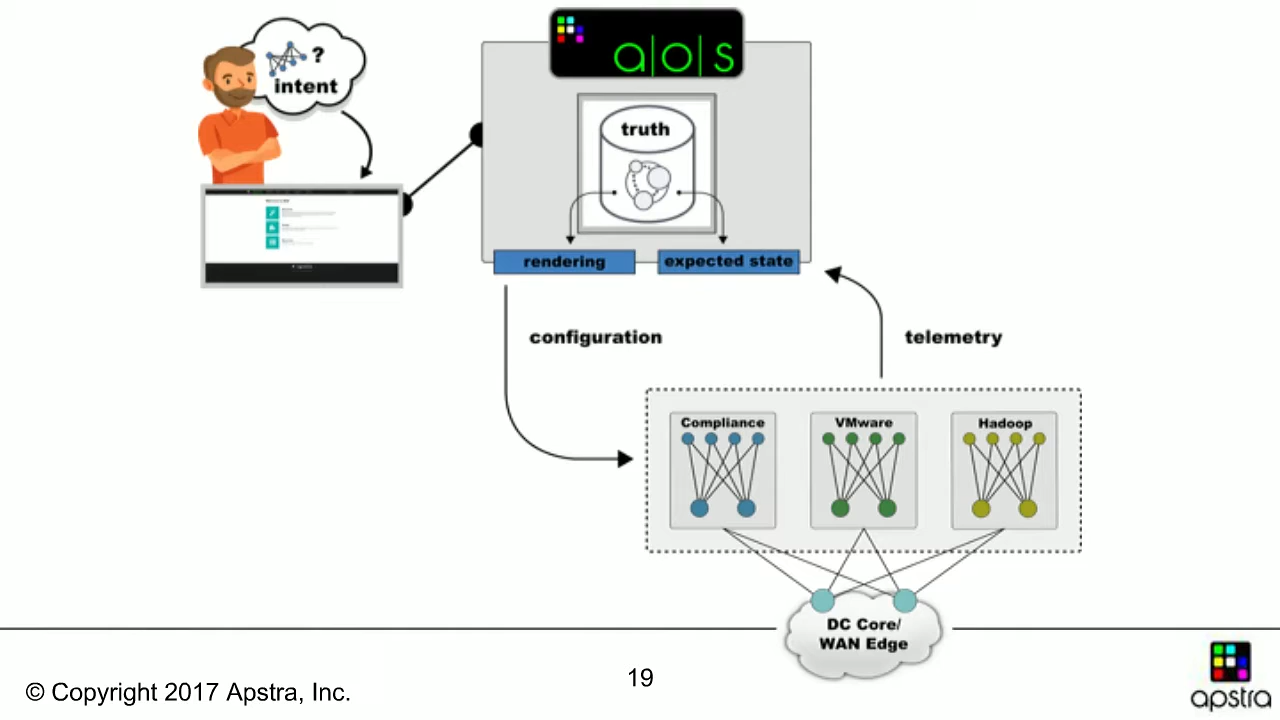 a|o|s
?
intent
truth
rendering
expected state
configuration
telemetry
Compliance
VMware
Hadoop
DC Core/
WAN Edge
© Copyright 2017 Apstra, Inc.
19
apstra